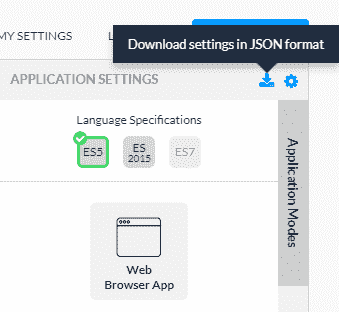 MY SETTINGS
Download settings in JSON format
APPLICATION SETTINGS
Language Specifications
ES5
ES
2015
ES7
Application Modes
Web
Browser App